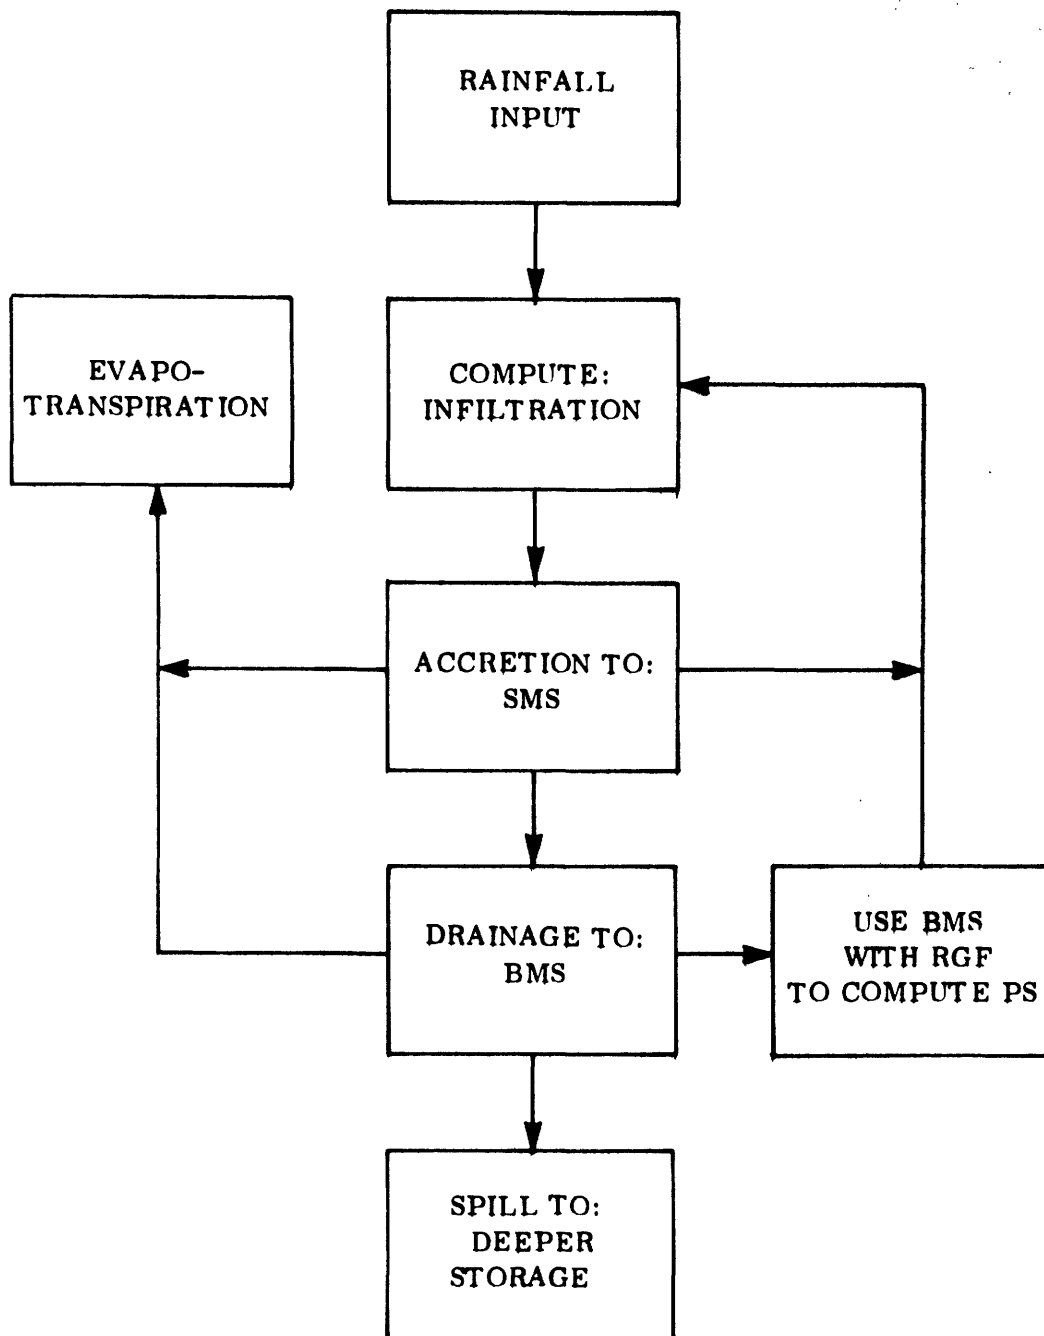 RAINFALL
INPUT
EVAPO-
TRANSPIRATION
COMPUTE:
INFILTRATION
ACCRETION TO:
SMS
DRAINAGE TO:
BMS
USE BMS
WITH RGF
TO COMPUTE PS
SPILL TO:
DEEPER
STORAGE